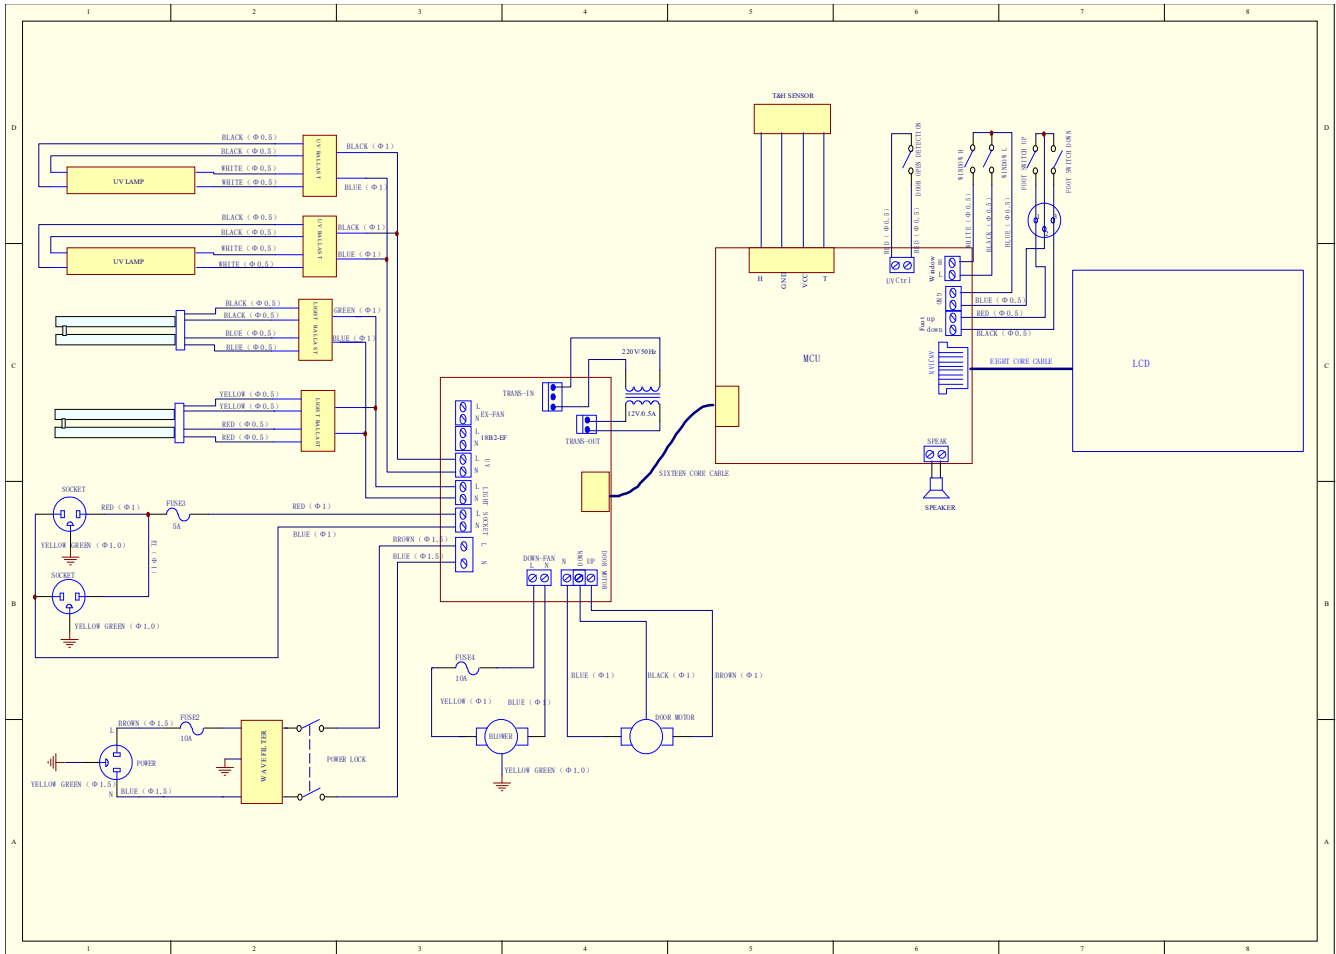 1 2 3 4 5 6 7 8
D D
C C
B B
A A
BLACK (Φ0.5)
BLACK (Φ0.5)
WHITE (Φ0.5)
WHITE (Φ0.5)
UV LAMP
UV BALLAST
BLACK (Φ1)
BLUE (Φ1)
BLACK (Φ0.5)
BLACK (Φ0.5)
WHITE (Φ0.5)
WHITE (Φ0.5)
UV LAMP
UV BALLAST
BLACK (Φ1)
BLUE (Φ1)
BLACK (Φ0.5)
BLACK (Φ0.5)
BLUE (Φ0.5)
BLUE (Φ0.5)
LIGHT BALLAST
GREEN (Φ1)
BLUE (Φ1)
YELLOW (Φ0.5)
YELLOW (Φ0.5)
RED (Φ0.5)
RED (Φ0.5)
LIGHT BALLAST
SOCKET
RED (Φ1)
FUSE3
5A
RED (Φ1)
BLUE (Φ1)
YELLOW GREEN (Φ1.0)
SOCKET
YELLOW GREEN (Φ1.0)
BROWN (Φ1.5)
BLUE (Φ1.5)
L
N
EX-FAN
L
N
18B2-EF
L
N
UV
L
N
LIGHT
L
N
SOCKET
L
N
TRANS-IN
220V/50Hz
12V/0.5A
TRANS-OUT
SIXTEEN CORE CABLE
DOWN-FAN
L N
N
DOWN
UP
DOOR MOTOR
FUSE4
10A
YELLOW (Φ1)
BLUE (Φ1)
BLOWER
YELLOW GREEN (Φ1.0)
BLUE (Φ1)
BLACK (Φ1)
BROWN (Φ1)
DOOR MOTOR
BROWN (Φ1.5)
FUSE2
10A
L
POWER
YELLOW GREEN (Φ1.5)
N
BLUE (Φ1.5)
WAVEFILTER
POWER LOCK
T&H SENSOR
H
GND
VCC
T
MCU
DOOR OPEN DETECTION
RED (Φ0.5)
RED (Φ0.5)
UVCtrl
WINDOW H
WINDOW L
WHITE (Φ0.5)
BLACK (Φ0.5)
BLUE (Φ0.5)
FOOT SWITCH UP
FOOT SWITCH DOWN
Window
H
L
GND
BLUE (Φ0.5)
Foot up
F down
RED (Φ0.5)
BLACK (Φ0.5)
ANJIAN
EIGHT CORE CABLE
LCD
SPEAK
SPEAKER
1 2 3 4 5 6 7 8